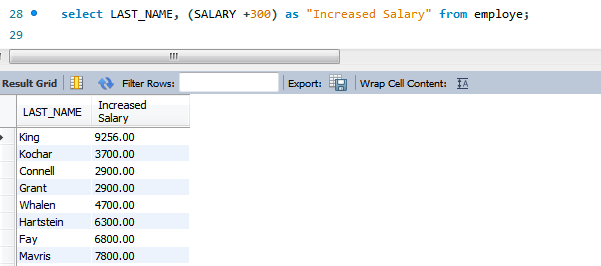 28 select LAST_NAME, (SALARY +300) as "Increased Salary" from employe;
29
Result Grid Filter Rows: Export: Wrap Cell Content: IA
LAST_NAME Increased Salary
King 9256.00
Kochar 3700.00
Connell 2900.00
Grant 2900.00
Whalen 4700.00
Hartstein 6300.00
Fay 6800.00
Mavris 7800.00